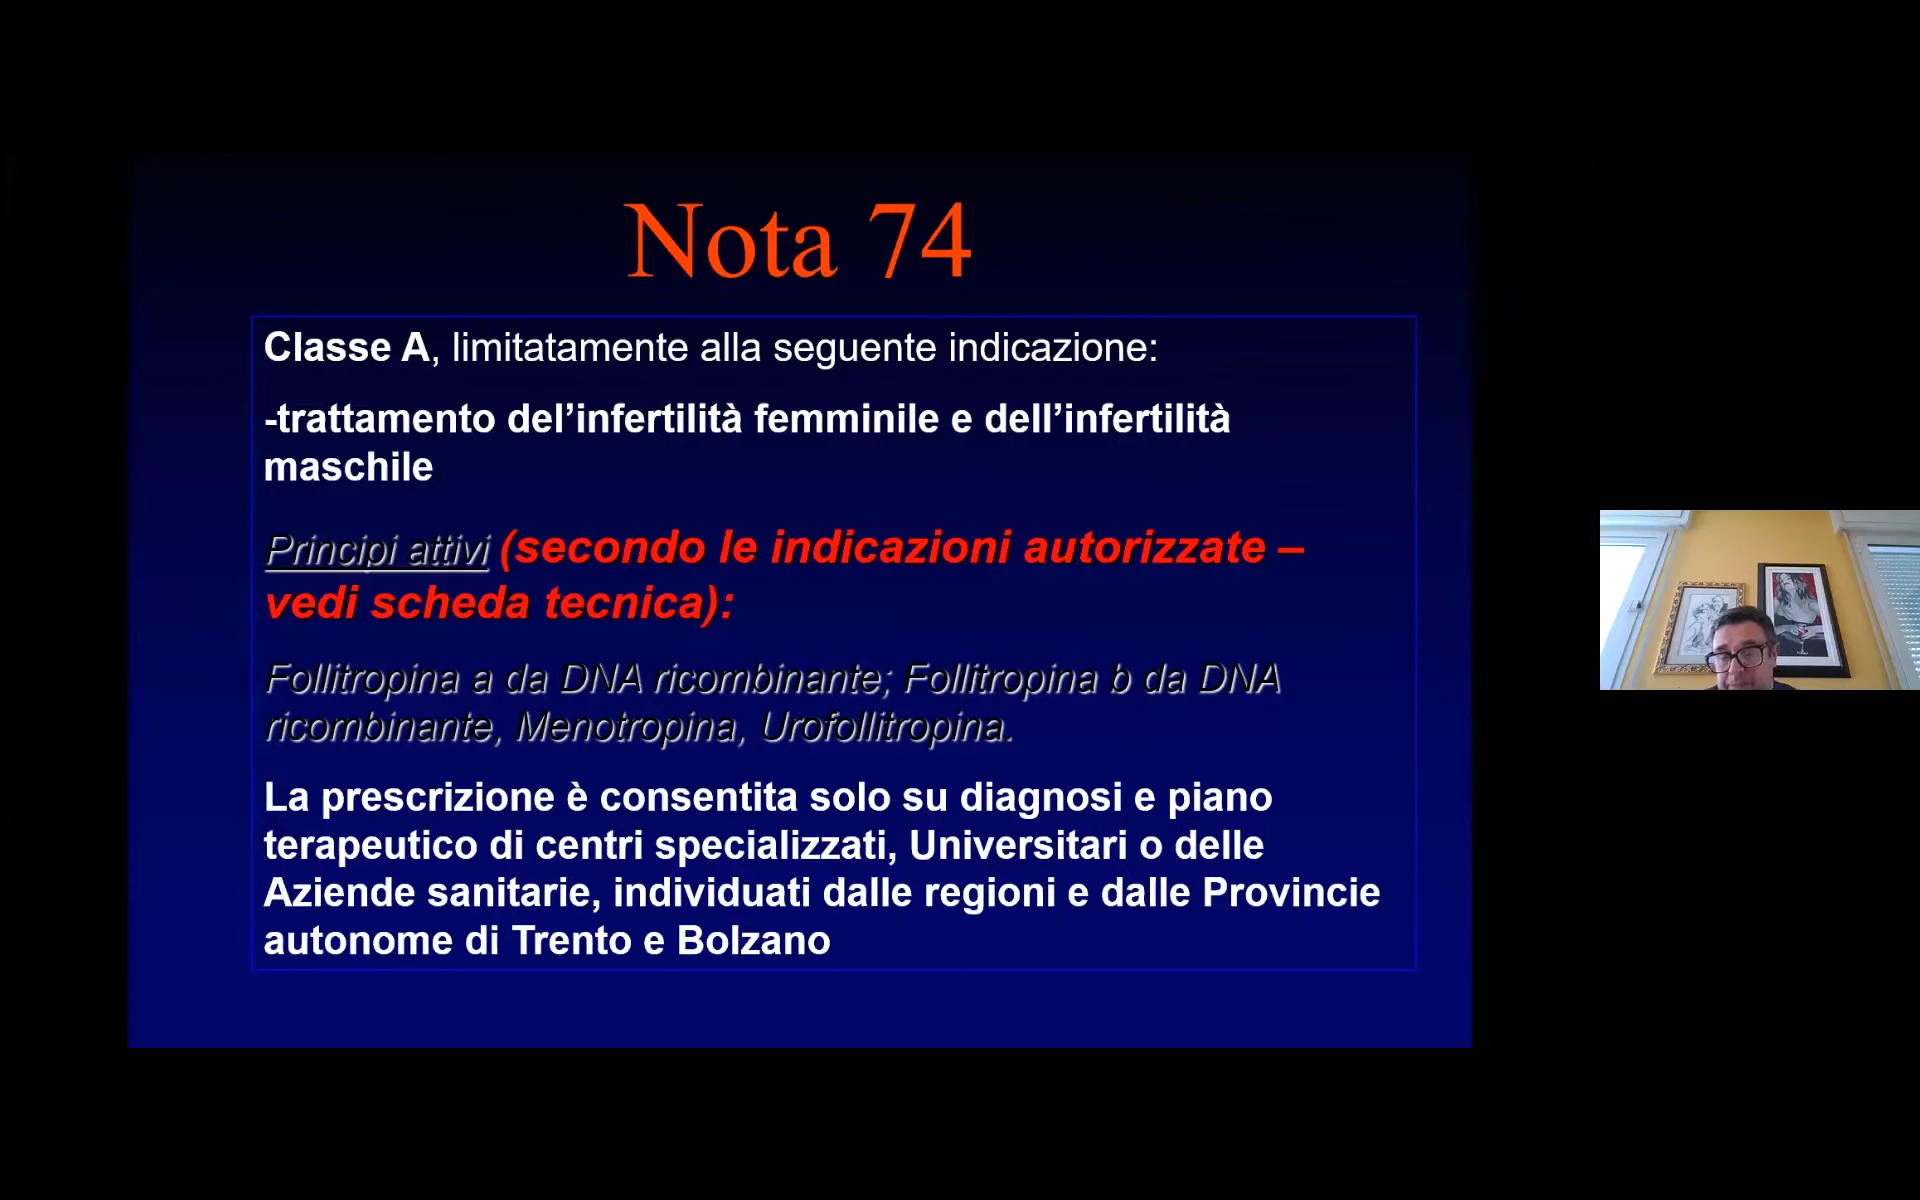 Nota 74
Classe A, limitatamente alla seguente indicazione:
-trattamento del’infertilità femminile e dell’infertilità
maschile
Principi attivi (secondo le indicazioni autorizzate –
vedi scheda tecnica):
Follitropina a da DNA ricombinante; Follitropina b da DNA
ricombinante, Menotropina, Urofollitropina.
La prescrizione è consentita solo su diagnosi e piano
terapeutico di centri specializzati, Universitari o delle
Aziende sanitarie, individuati dalle regioni e dalle Provincie
autonome di Trento e Bolzano